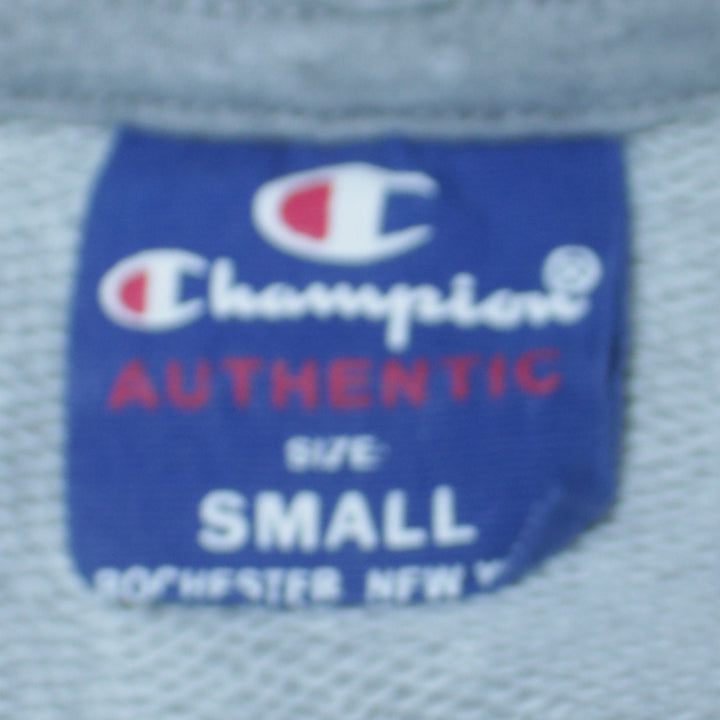 Champion®
AUTHENTIC
SIZE
SMALL
ROCHESTER NEW